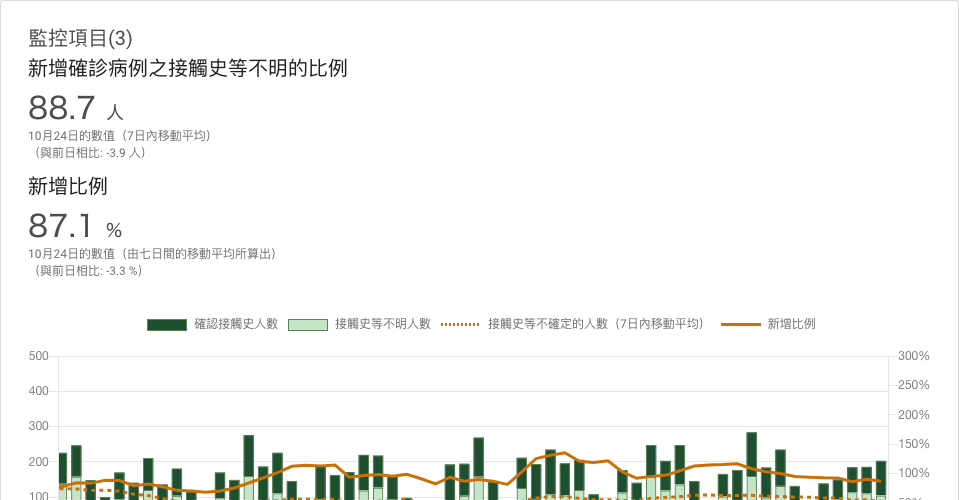 監控項目(3)
新增確診病例之接觸史等不明的比例
88.7 人
10月24日的數值（7日內移動平均）
（與前日相比: -3.9 人）
新增比例
87.1 %
10月24日的數值（由七日間的移動平均所算出）
（與前日相比: -3.3 %）
確認接觸史人數 接觸史等不明人數 接觸史等不確定的人數（7日內移動平均） 新增比例
500 300%
250%
400
200%
300
150%
200
100%
100